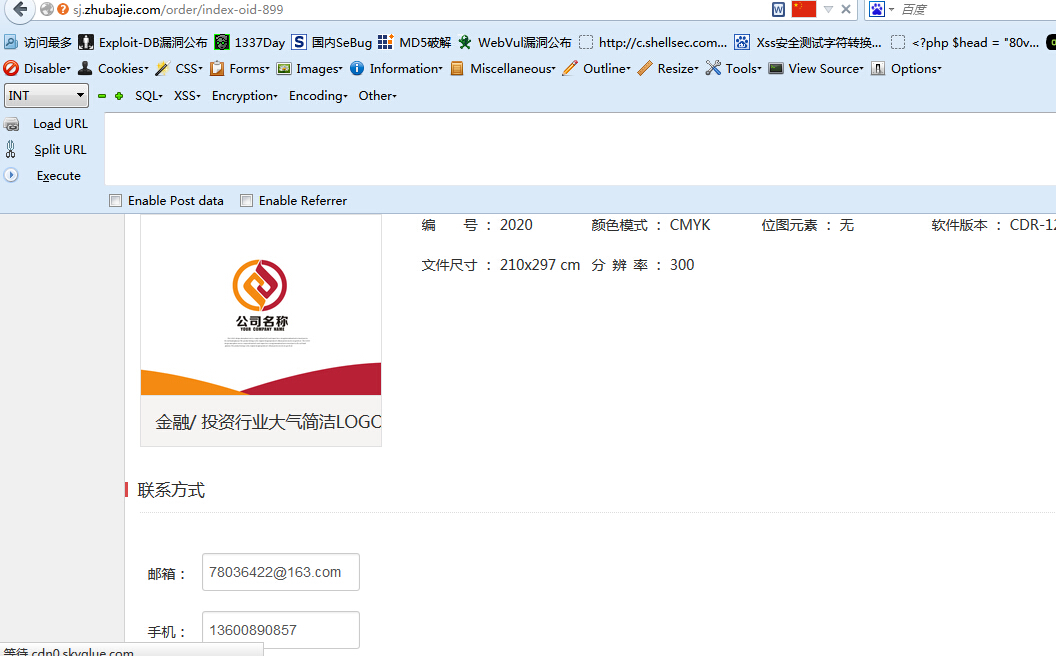 sj.zhubajie.com/order/index-oid-899
百度
访问最多 Exploit-DB漏洞公布 1337Day 国内SeBug MD5破解 WebVul漏洞公布 http://c.shellsec.com... Xss安全测试字符转换... <?php $head = "80v...
Disable Cookies CSS Forms Images Information Miscellaneous Outline Resize Tools View Source Options
INT SQL XSS Encryption Encoding Other
Load URL
Split URL
Execute
Enable Post data Enable Referrer
编 号 : 2020 颜色模式 : CMYK 位图元素 : 无 软件版本 : CDR-12
文件尺寸 : 210x297 cm 分 辨 率 : 300
公司名称
YOUR COMPANY NAME
金融/ 投资行业大气简洁LOGO
联系方式
邮箱：
78036422@163.com
手机：
13600890857
等待 cdn0.skyglue.com